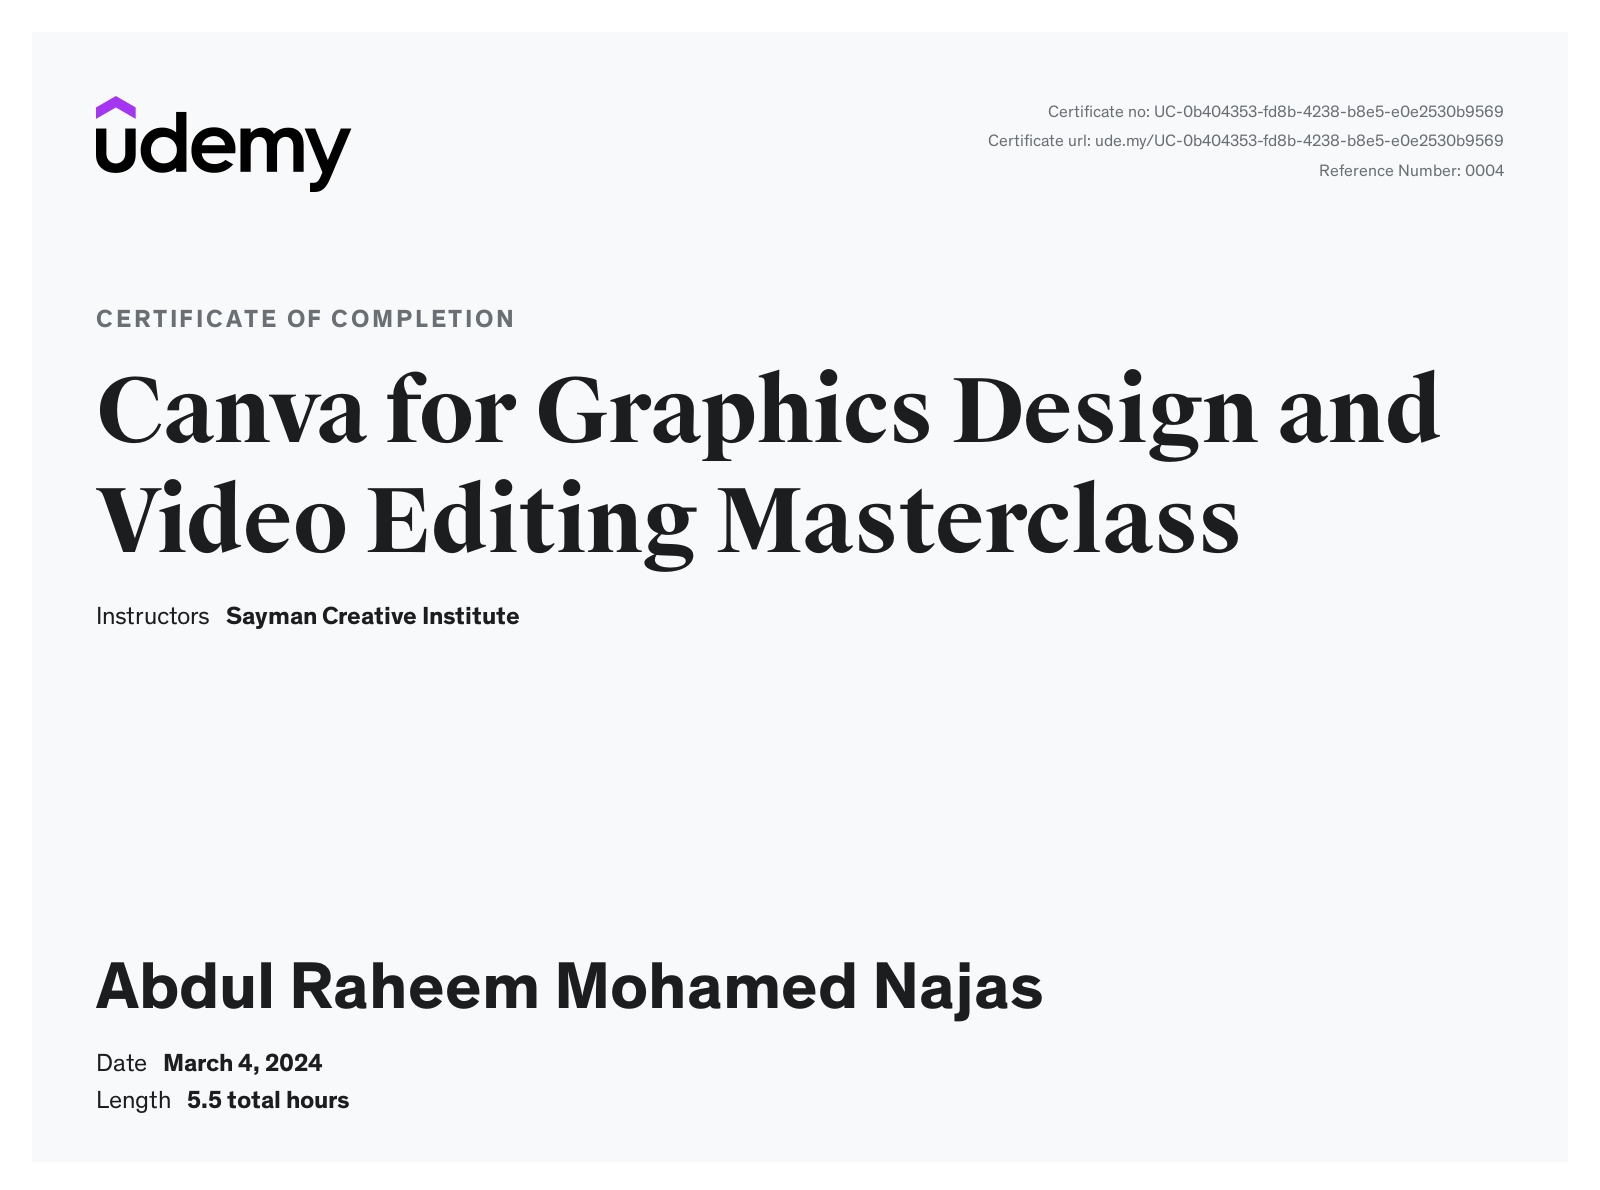 udemy
Certificate no: UC-0b404353-fd8b-4238-b8e5-e0e2530b9569
Certificate url: ude.my/UC-0b404353-fd8b-4238-b8e5-e0e2530b9569
Reference Number: 0004
CERTIFICATE OF COMPLETION
Canva for Graphics Design and
Video Editing Masterclass
Instructors Sayman Creative Institute
Abdul Raheem Mohamed Najas
Date March 4, 2024
Length 5.5 total hours